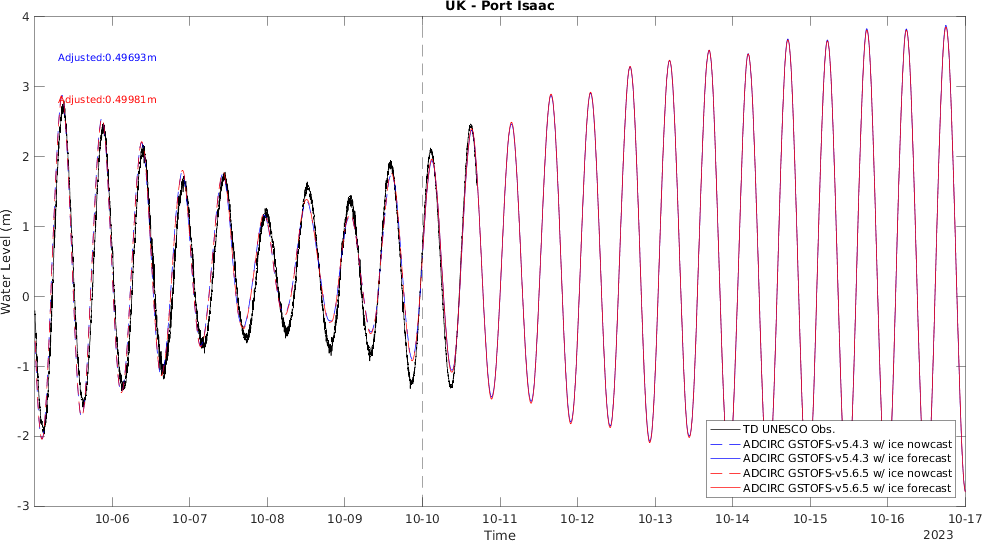 UK - Port Isaac
Adjusted:0.49693m
Adjusted:0.49981m
Water Level (m)
4
3
2
1
0
-1
-2
-3
10-06
10-07
10-08
10-09
10-10
10-11
10-12
10-13
10-14
10-15
10-16
10-17
Time
2023
TD UNESCO Obs.
ADCIRC GSTOFS-v5.4.3 w/ ice nowcast
ADCIRC GSTOFS-v5.4.3 w/ ice forecast
ADCIRC GSTOFS-v5.6.5 w/ ice nowcast
ADCIRC GSTOFS-v5.6.5 w/ ice forecast